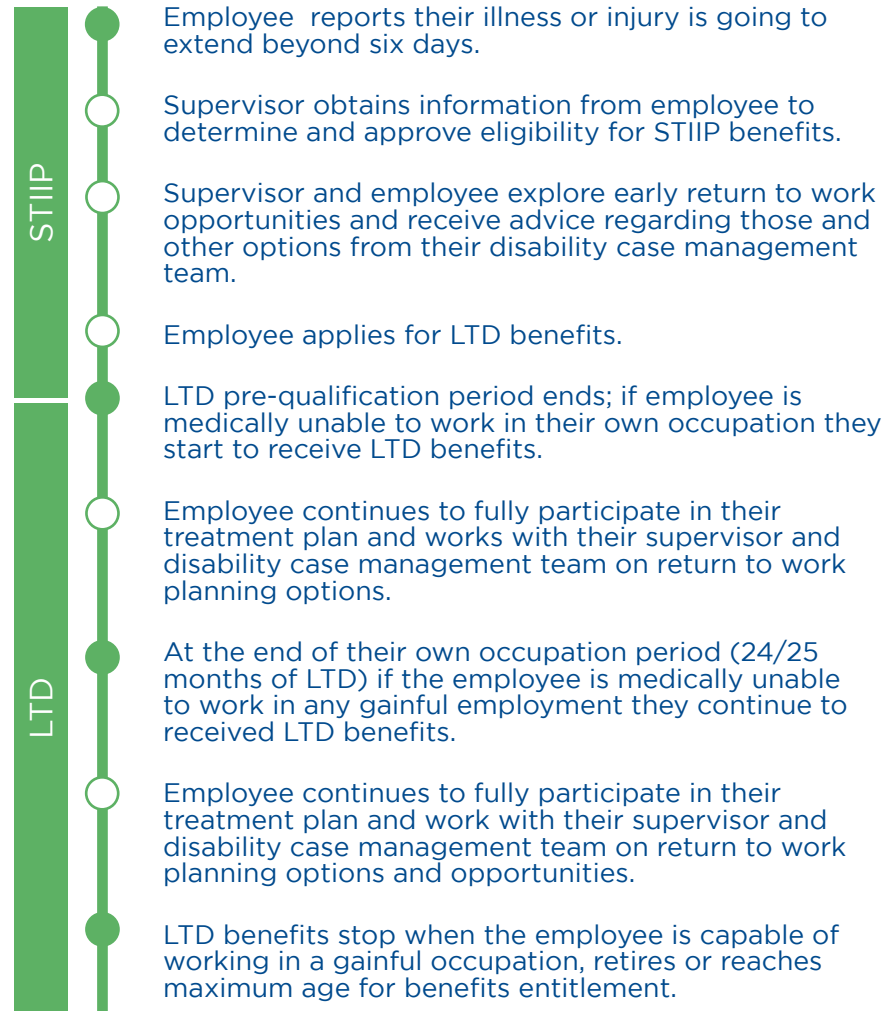 STIIP
Employee  reports their illness or injury is going to
extend beyond six days.
Supervisor obtains information from employee to
determine and approve eligibility for STIIP benefits.
Supervisor and employee explore early return to work
opportunities and receive advice regarding those and
other options from their disability case management
team.
Employee applies for LTD benefits.
LTD
LTD pre-qualification period ends; if employee is
medically unable to work in their own occupation they
start to receive LTD benefits.
Employee continues to fully participate in their
treatment plan and works with their supervisor and
disability case management team on return to work
planning options.
At the end of their own occupation period (24/25
months of LTD) if the employee is medically unable
to work in any gainful employment they continue to
received LTD benefits.
Employee continues to fully participate in their
treatment plan and work with their supervisor and
disability case management team on return to work
planning options and opportunities.
LTD benefits stop when the employee is capable of
working in a gainful occupation, retires or reaches
maximum age for benefits entitlement.